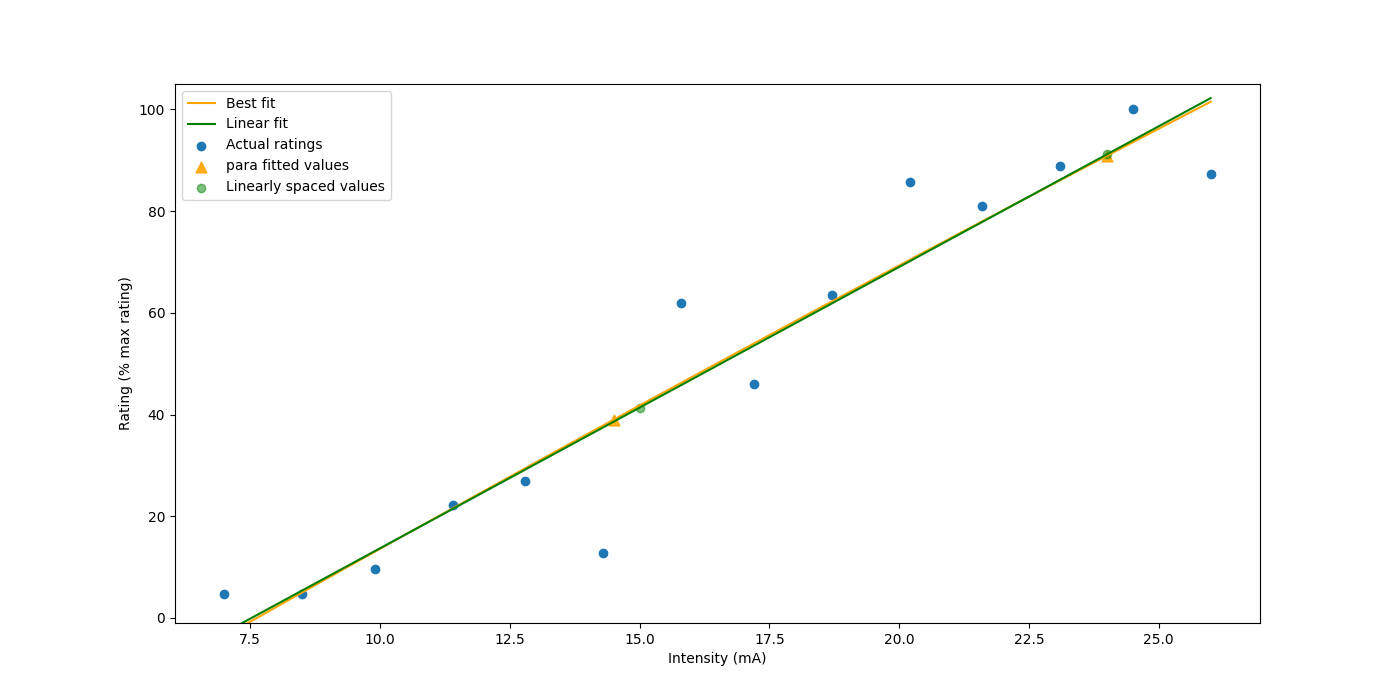 Best fit
Linear fit
Actual ratings
para fitted values
Linearly spaced values
100
80
60
40
20
0
Rating (% max rating)
7.5 10.0 12.5 15.0 17.5 20.0 22.5 25.0
Intensity (mA)